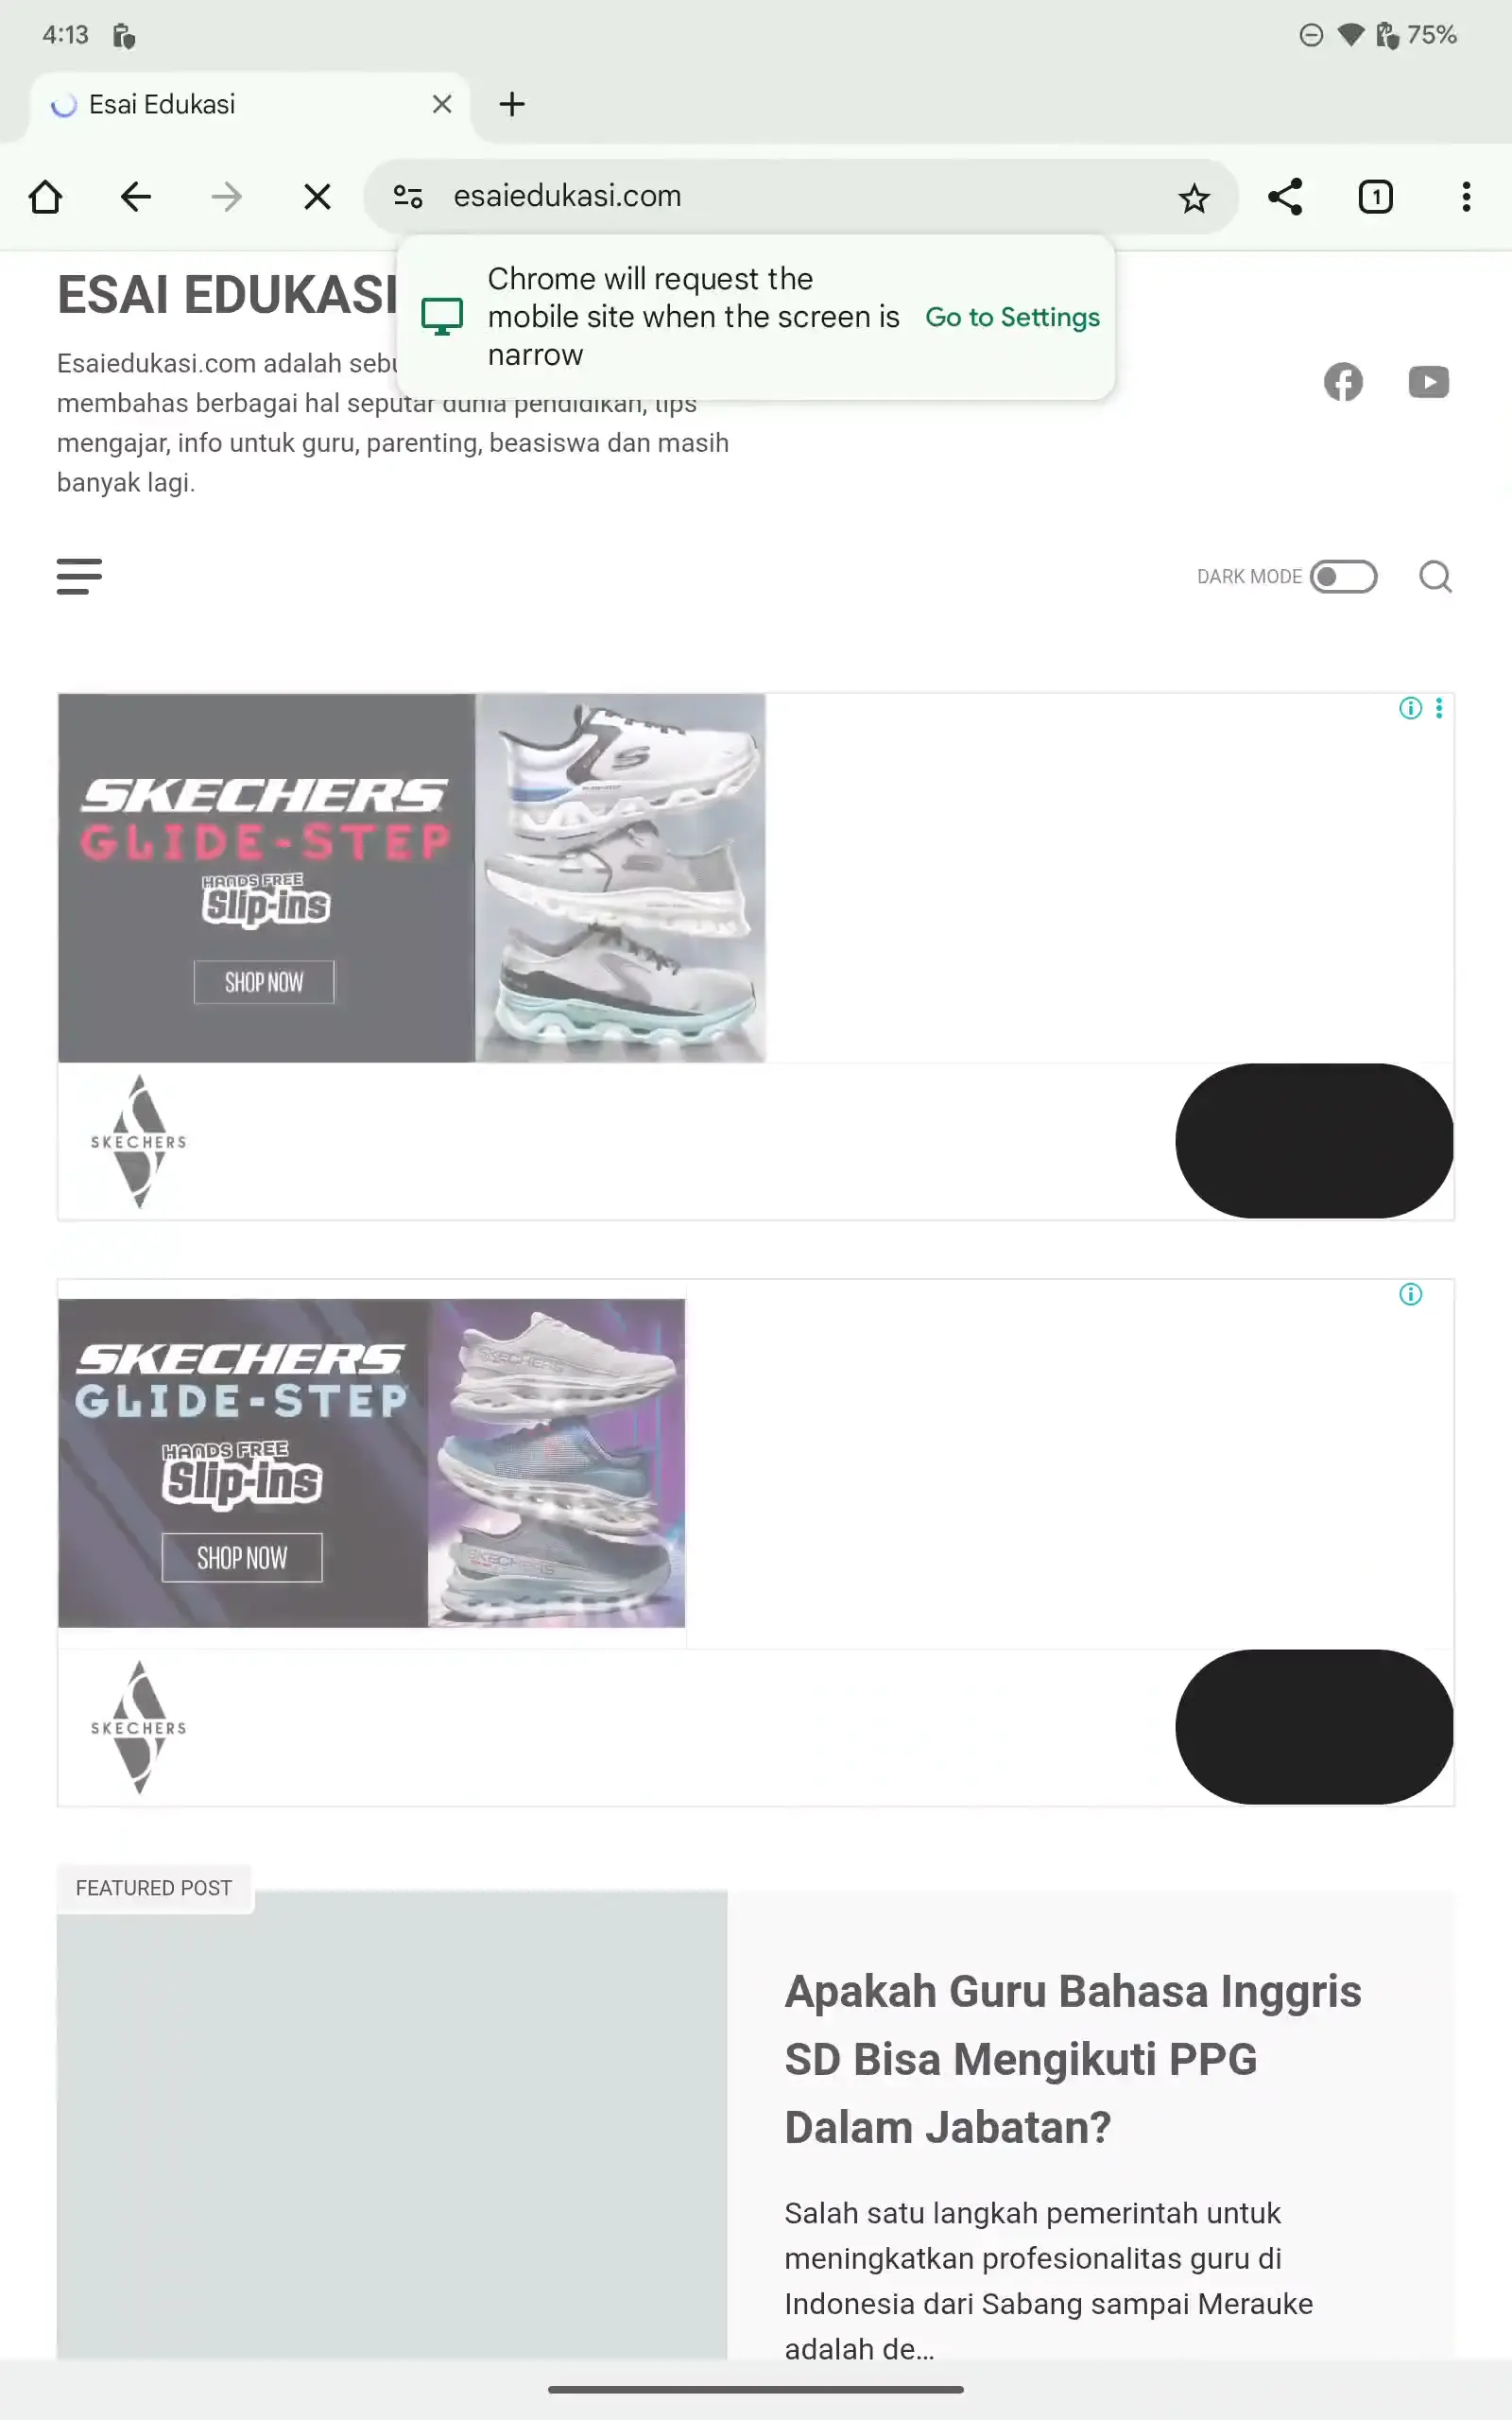 4:13
75%
Esai Edukasi
esaiedukasi.com
1
Chrome will request the
mobile site when the screen is
narrow
Go to Settings
ESAI EDUKASI
Esaiedukasi.com adalah
membahas berbagai hal seputar dunia pendidikan, tips
mengajar, info untuk guru, parenting, beasiswa dan masih
banyak lagi.
DARK MODE
SKECHERS
GLIDE-STEP
HANDS FREE
Slip-ins
SHOP NOW
SKECHERS
SKECHERS
GLIDE-STEP
HANDS FREE
Slip-ins
SHOP NOW
SKECHERS
SKECHERS
SKECHERS
FEATURED POST
Apakah Guru Bahasa Inggris
SD Bisa Mengikuti PPG
Dalam Jabatan?
Salah satu langkah pemerintah untuk
meningkatkan profesionalitas guru di
Indonesia dari Sabang sampai Merauke
adalah de...